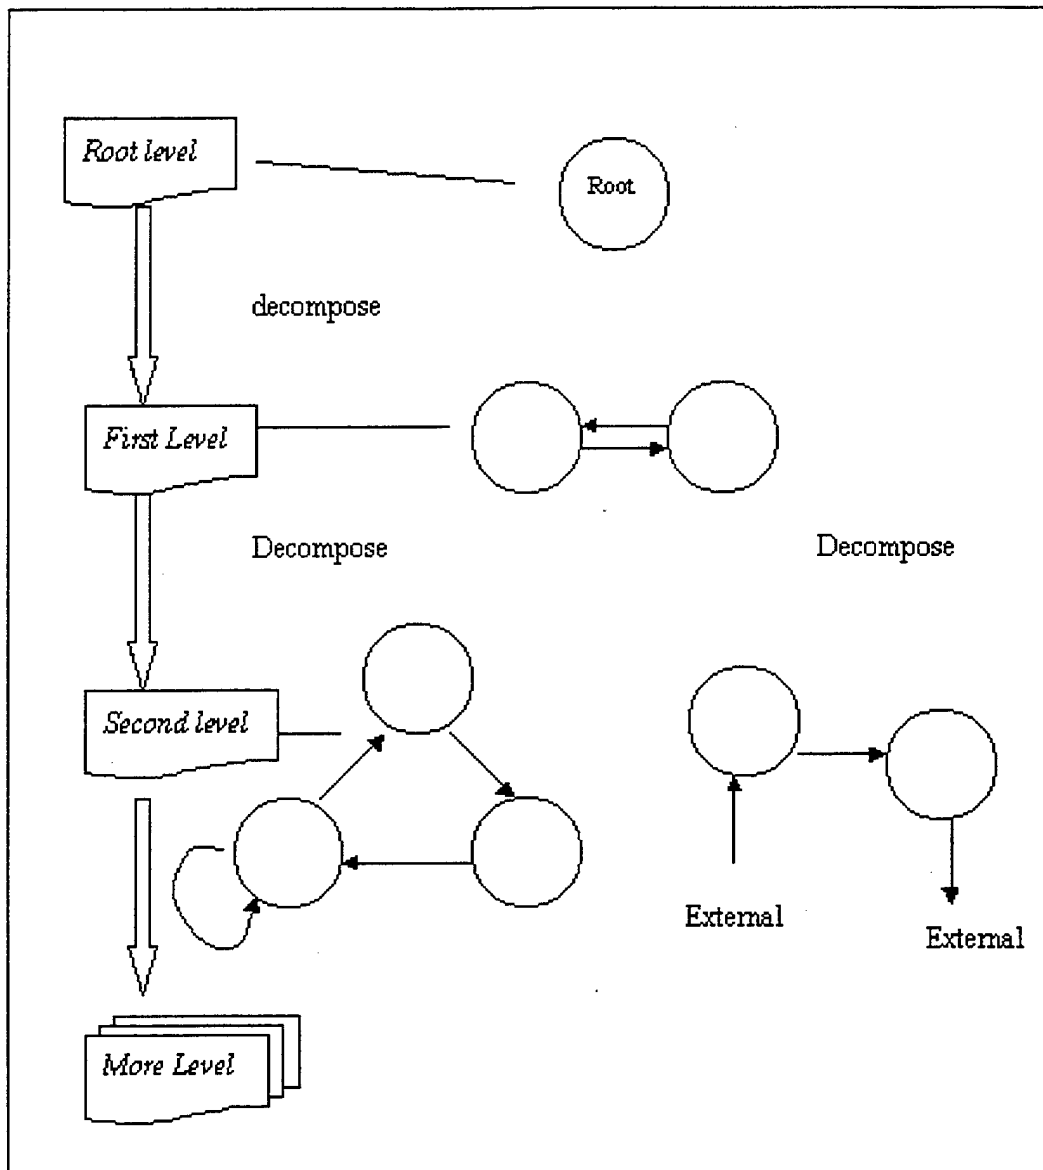 Root level
Root
decompose
First Level
Decompose
Decompose
Second level
External
External
More Level